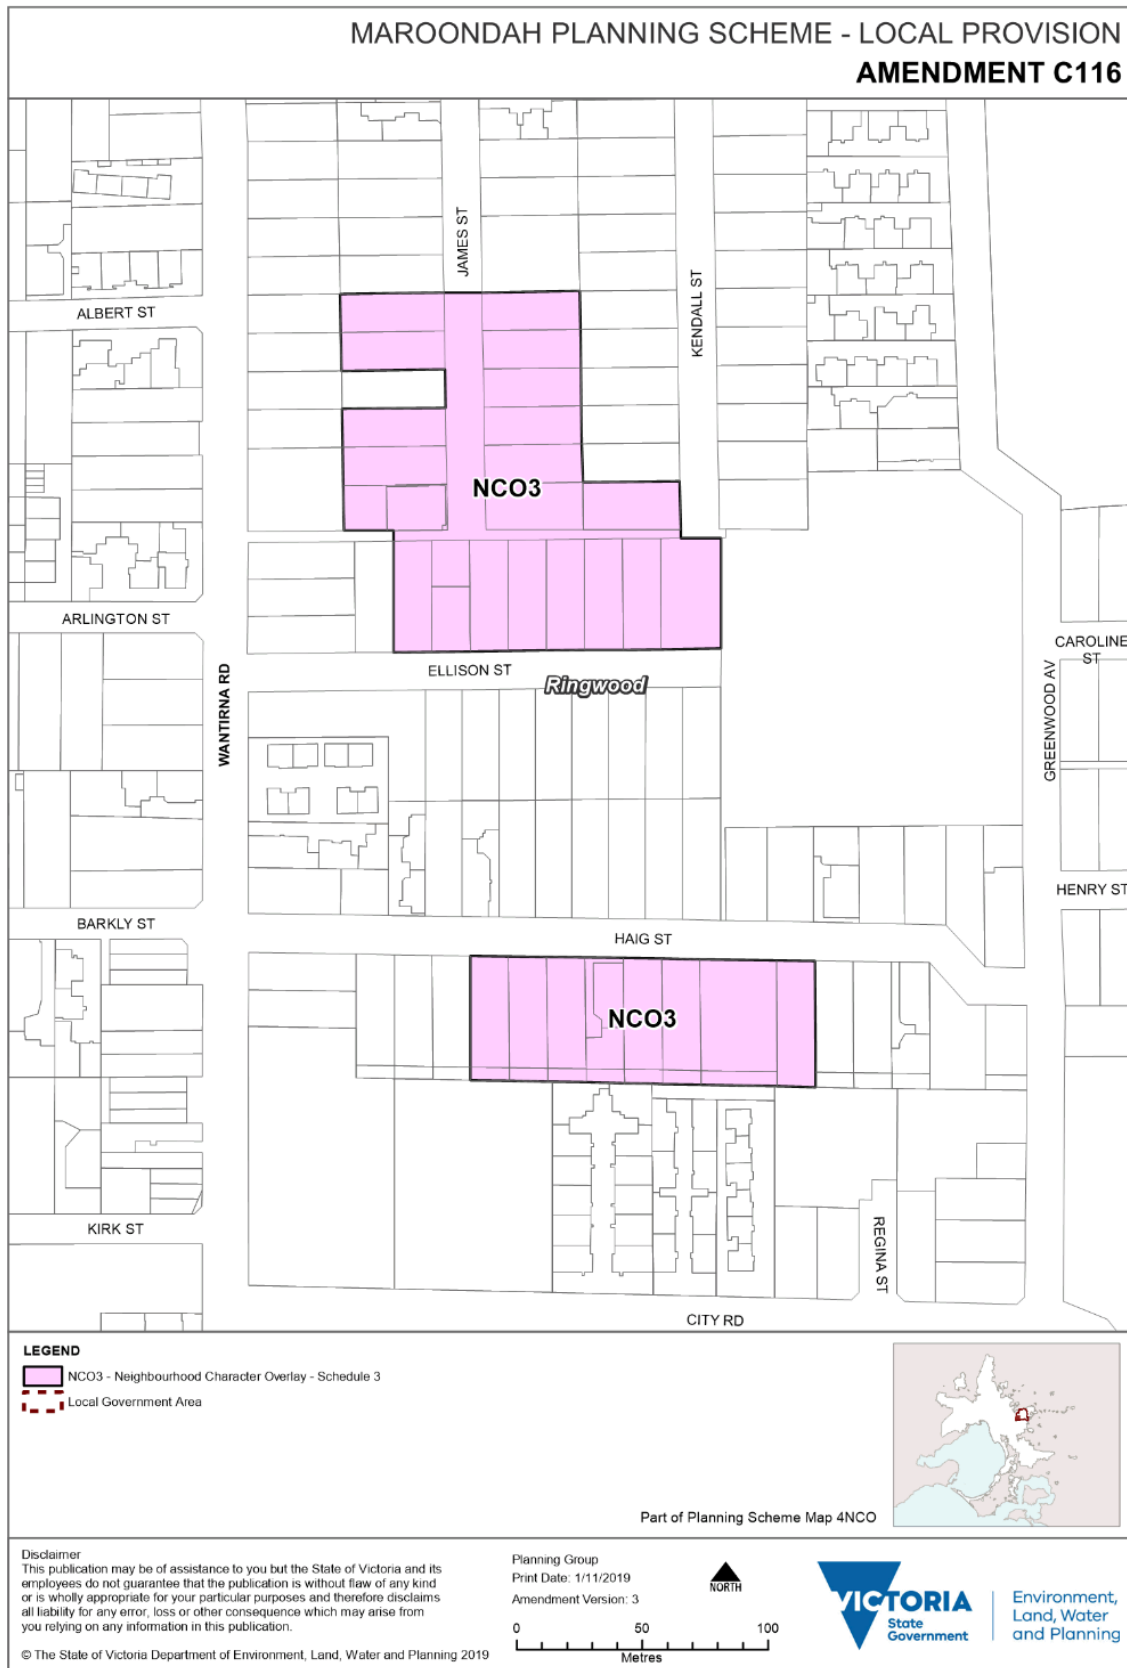 MAROONDAH PLANNING SCHEME - LOCAL PROVISION
AMENDMENT C116
JAMES ST
KENDALL ST
ALBERT ST
NCO3
ARLINGTON ST
WANTIRNA RD
ELLISON ST
Ringwood
CAROLINE
ST
GREENWOOD AV
HENRY ST
BARKLY ST
HAIG ST
NCO3
KIRK ST
REGINA ST
CITY RD
LEGEND
NCO3 - Neighbourhood Character Overlay - Schedule 3
Local Government Area
Part of Planning Scheme Map 4NCO
Disclaimer
This publication may be of assistance to you but the State of Victoria and its
employees do not guarantee that the publication is without flaw of any kind
or is wholly appropriate for your particular purposes and therefore disclaims
all liability for any error, loss or other consequence which may arise from
you relying on any information in this publication.
© The State of Victoria Department of Environment, Land, Water and Planning 2019
Planning Group
Print Date: 1/11/2019
Amendment Version: 3
NORTH
0 50 100
Metres
VICTORIA
State
Government
Environment,
Land, Water
and Planning